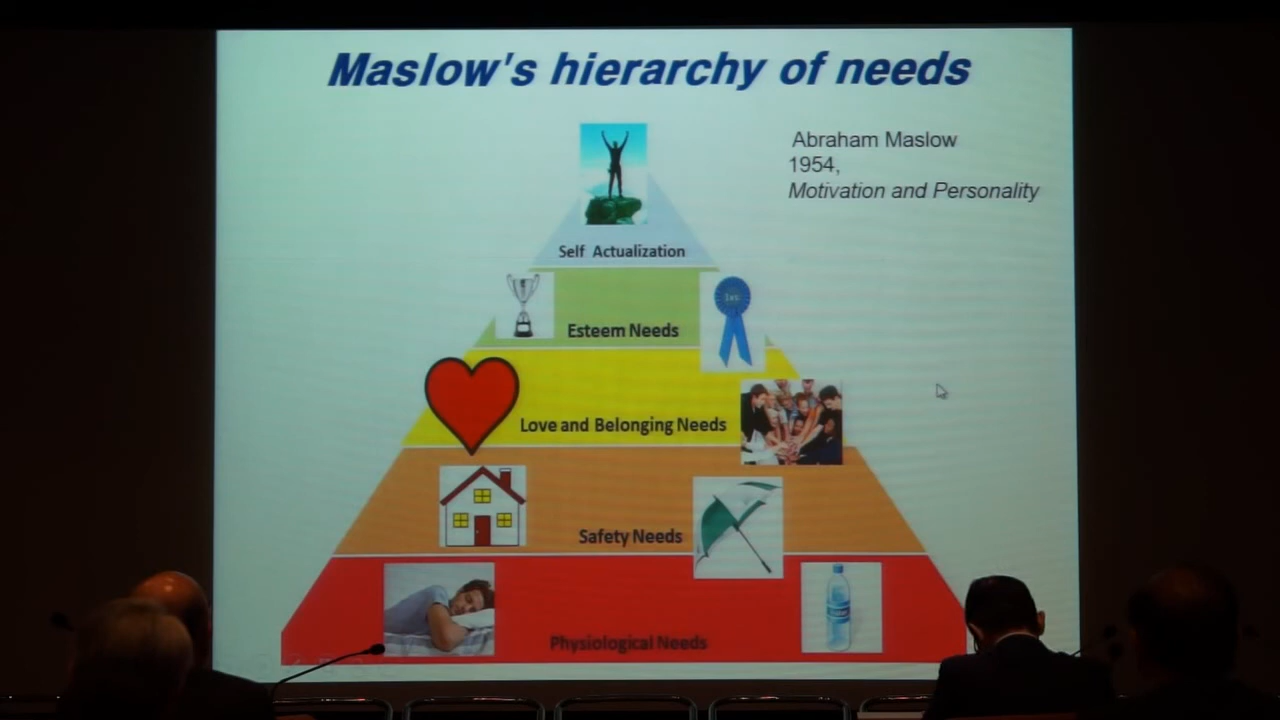 Maslow's hierarchy of needs
Abraham Maslow
1954,
Motivation and Personality
Self Actualization
Esteem Needs
Love and Belonging Needs
Safety Needs
Physiological Needs